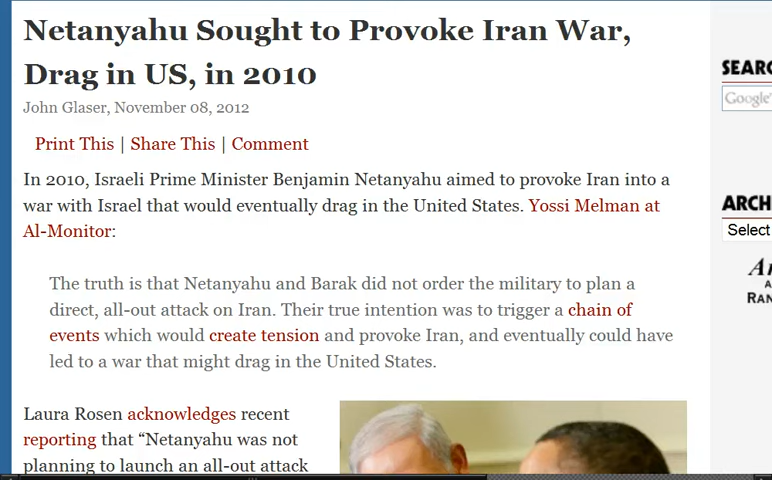 Netanyahu Sought to Provoke Iran War,
Drag in US, in 2010
John Glaser, November 08, 2012
Print This | Share This | Comment
In 2010, Israeli Prime Minister Benjamin Netanyahu aimed to provoke Iran into a
war with Israel that would eventually drag in the United States. Yossi Melman at
Al-Monitor:
The truth is that Netanyahu and Barak did not order the military to plan a
direct, all-out attack on Iran. Their true intention was to trigger a chain of
events which would create tension and provoke Iran, and eventually could have
led to a war that might drag in the United States.
Laura Rosen acknowledges recent
reporting that “Netanyahu was not
planning to launch an all-out attack
SEARC
Google
ARCH
Select
A
RAN